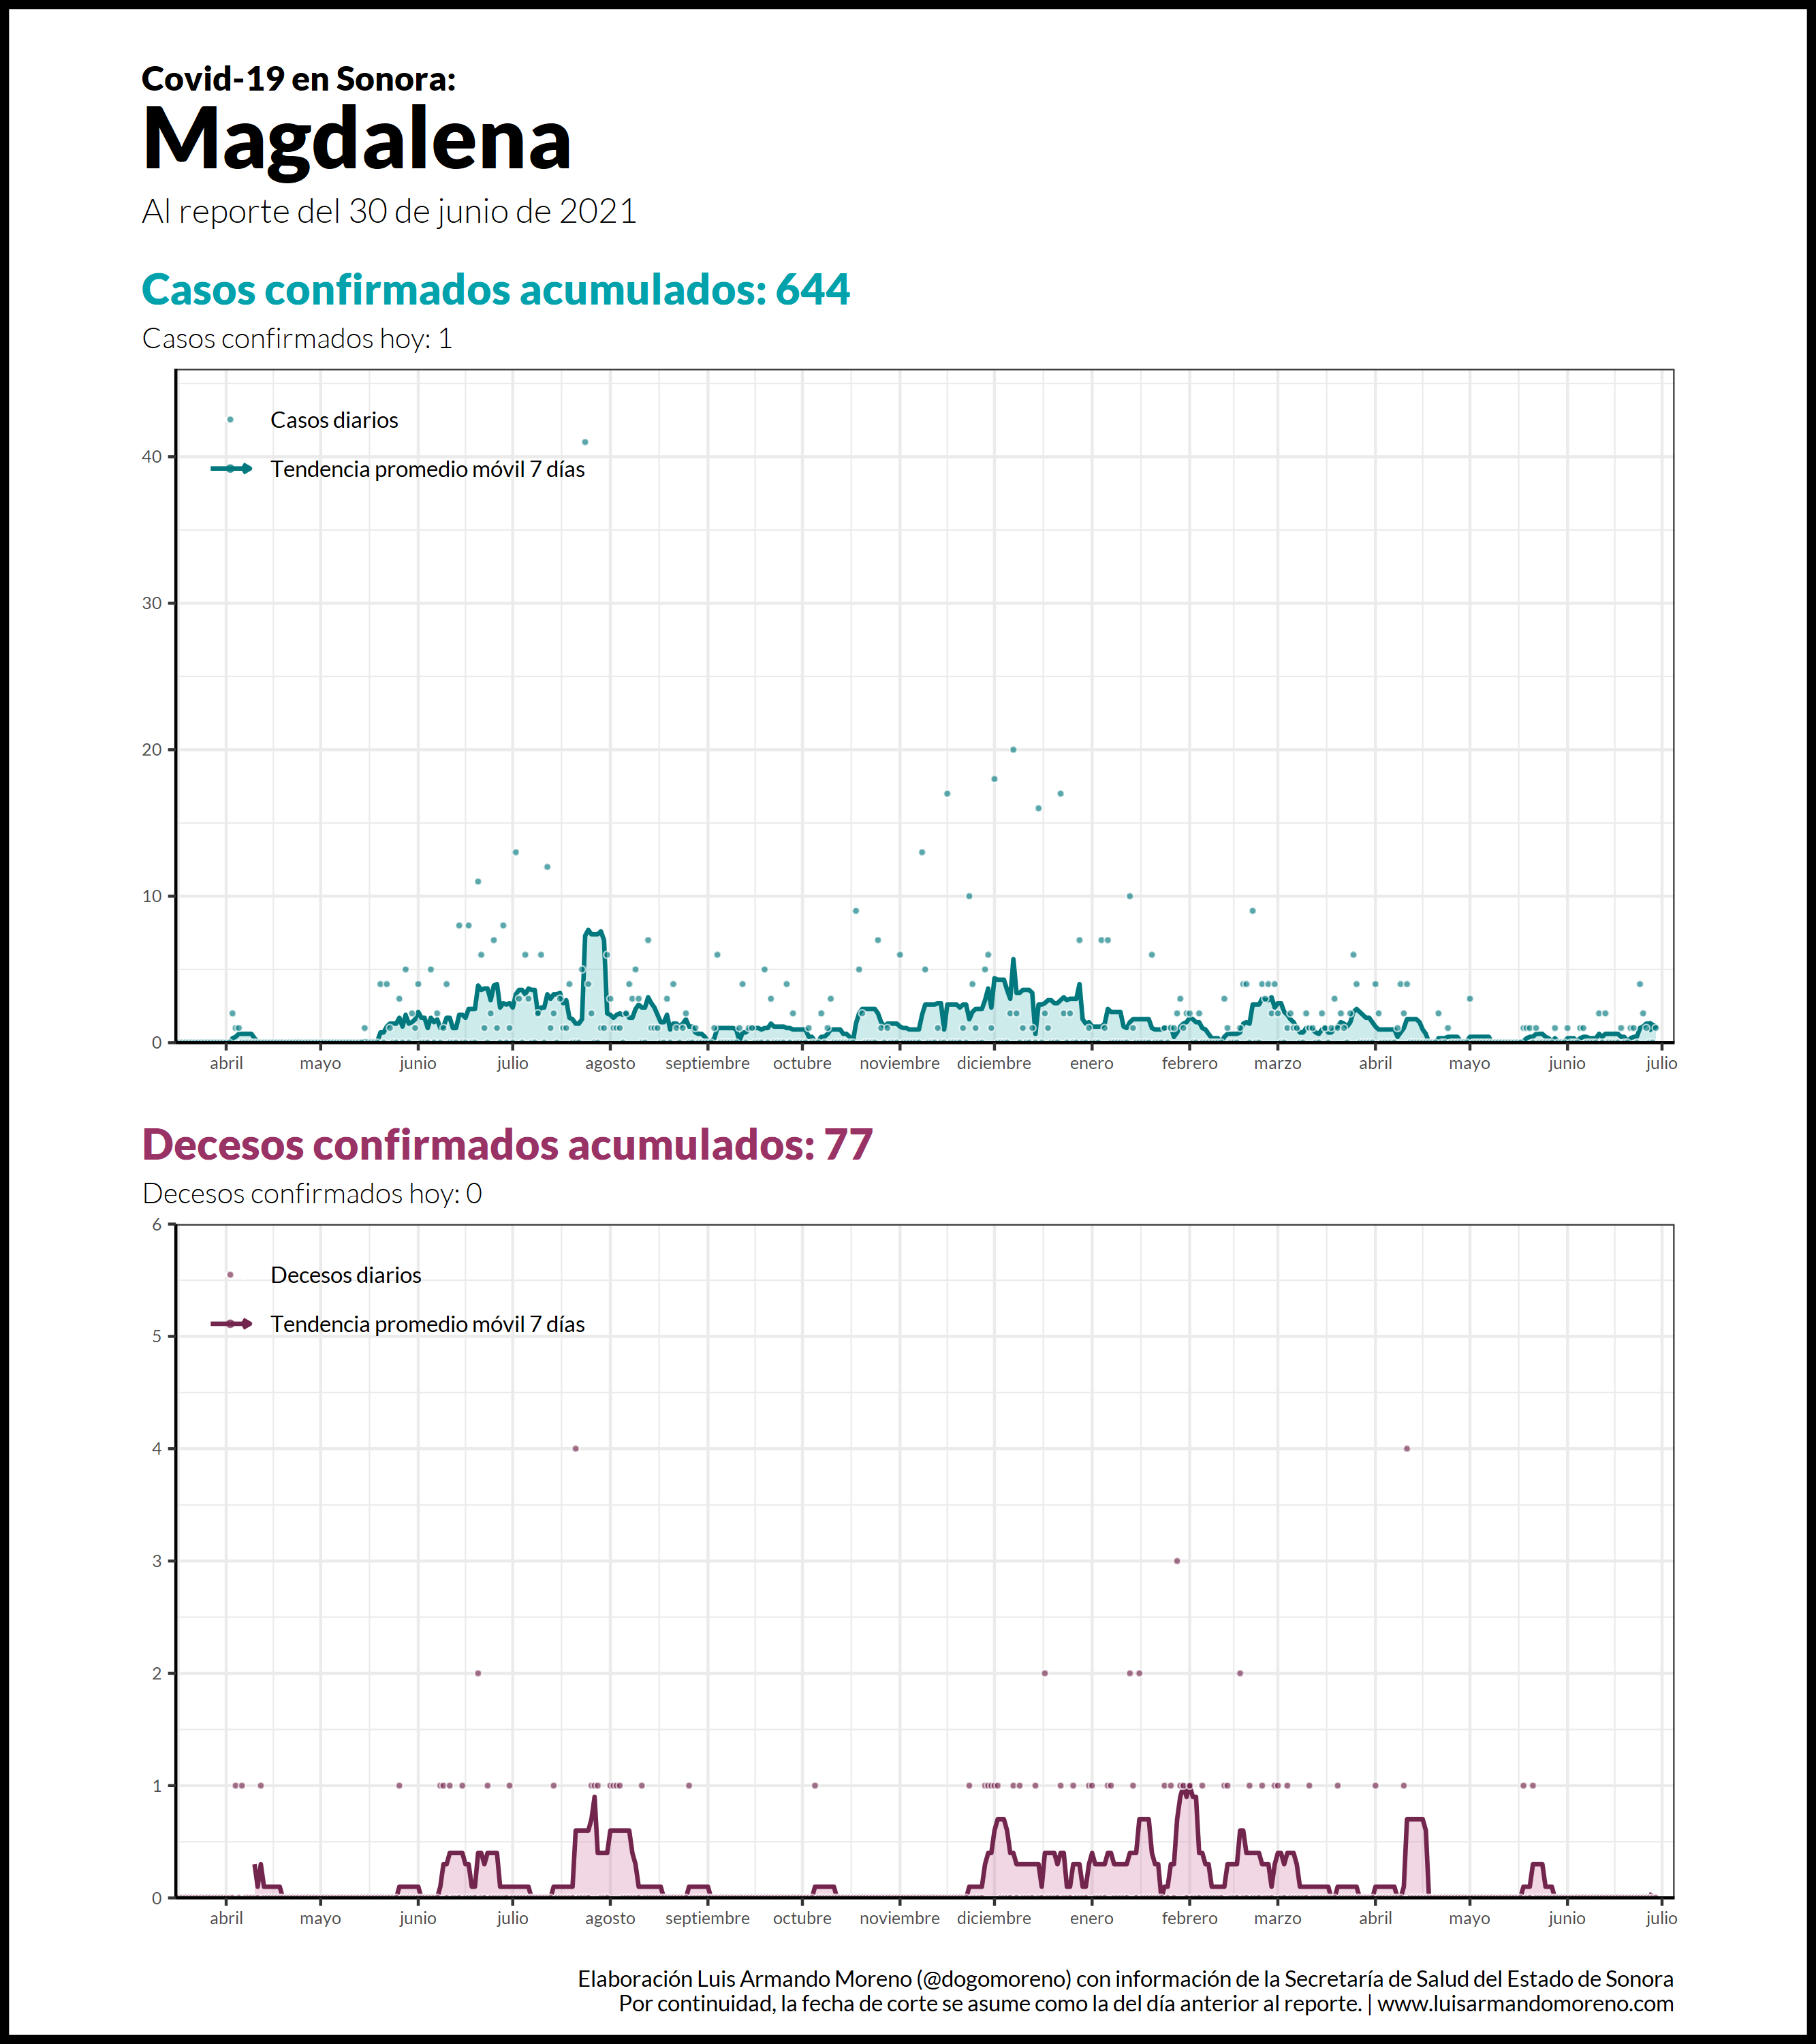 Covid-19 en Sonora:
Magdalena
Al reporte del 30 de junio de 2021
Casos confirmados acumulados: 644
Casos confirmados hoy: 1
Casos diarios
Tendencia promedio móvil 7 días
40
30
20
10
0
abril mayo junio julio agosto septiembre octubre noviembre diciembre enero febrero marzo abril mayo junio julio
Decesos confirmados acumulados: 77
Decesos confirmados hoy: 0
6
Decesos diarios
Tendencia promedio móvil 7 días
5
4
3
2
1
0
abril mayo junio julio agosto septiembre octubre noviembre diciembre enero febrero marzo abril mayo junio julio
Elaboración Luis Armando Moreno (@dogomoreno) con información de la Secretaría de Salud del Estado de Sonora
Por continuidad, la fecha de corte se asume como la del día anterior al reporte. | www.luisarmandomoreno.com